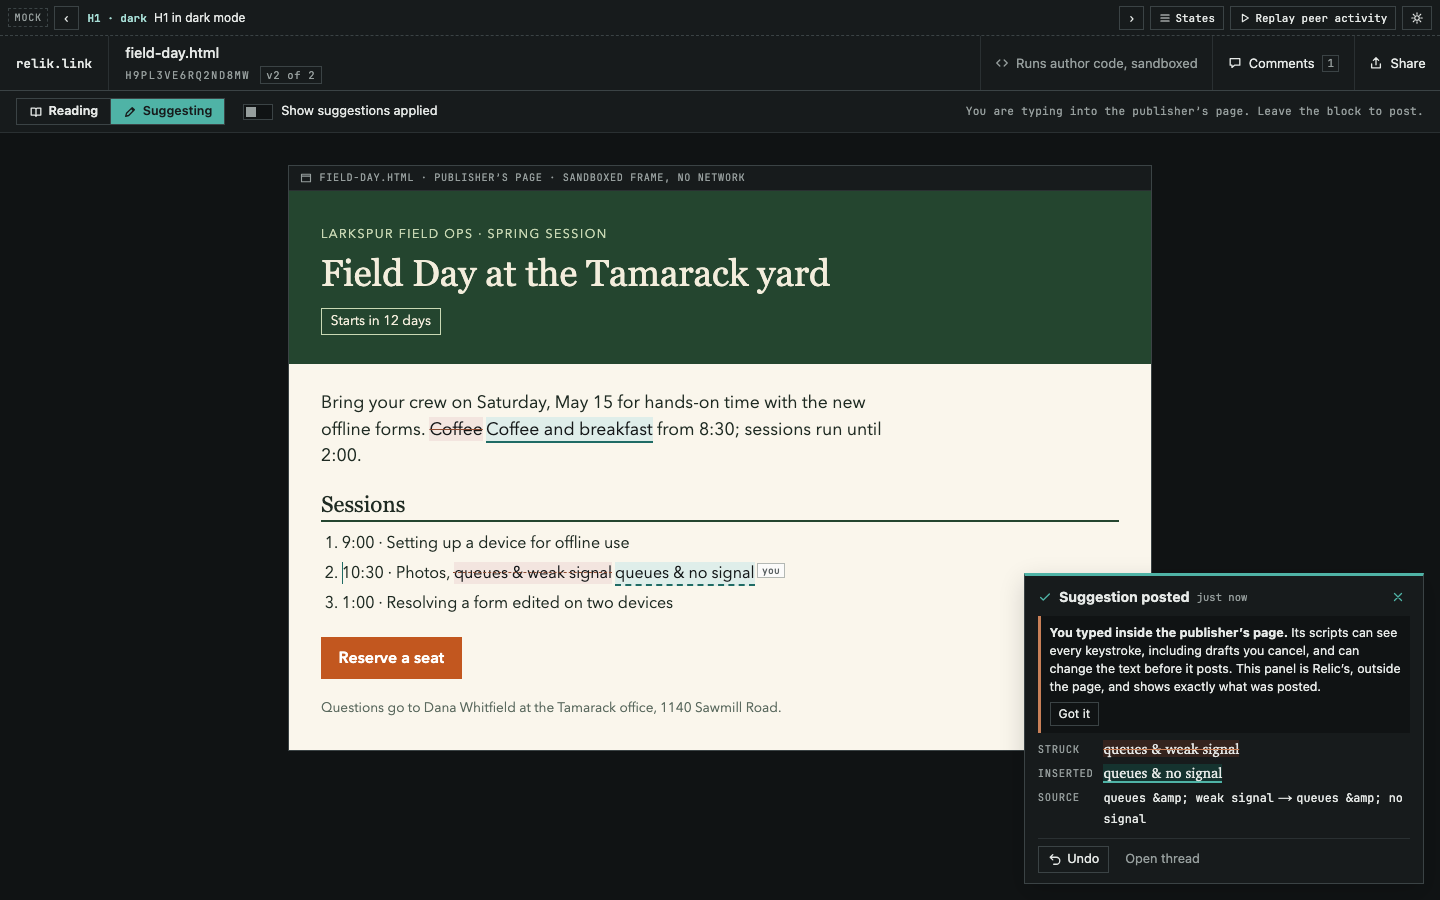 MOCK ‹ H1 · dark H1 in dark mode › States Replay peer activity
relik.link field-day.html
H9PL3VE6RQ2ND8MW v2 of 2
Runs author code, sandboxed Comments 1 Share
Reading Suggesting Show suggestions applied You are typing into the publisher's page. Leave the block to post.
FIELD-DAY.HTML · PUBLISHER'S PAGE · SANDBOXED FRAME, NO NETWORK
LARKSPUR FIELD OPS · SPRING SESSION
Field Day at the Tamarack yard
Starts in 12 days
Bring your crew on Saturday, May 15 for hands-on time with the new
offline forms. Coffee Coffee and breakfast from 8:30; sessions run until
2:00.
Sessions
1. 9:00 · Setting up a device for offline use
2. 10:30 · Photos, queues & weak signal queues & no signal you
3. 1:00 · Resolving a form edited on two devices
Reserve a seat
Questions go to Dana Whitfield at the Tamarack office, 1140 Sawmill Road.
Suggestion posted just now
You typed inside the publisher's page. Its scripts can see
every keystroke, including drafts you cancel, and can
change the text before it posts. This panel is Relic's, outside
the page, and shows exactly what was posted.
Got it
STRUCK queues & weak signal
INSERTED queues & no signal
SOURCE queues &amp; weak signal → queues &amp; no
signal
Undo Open thread